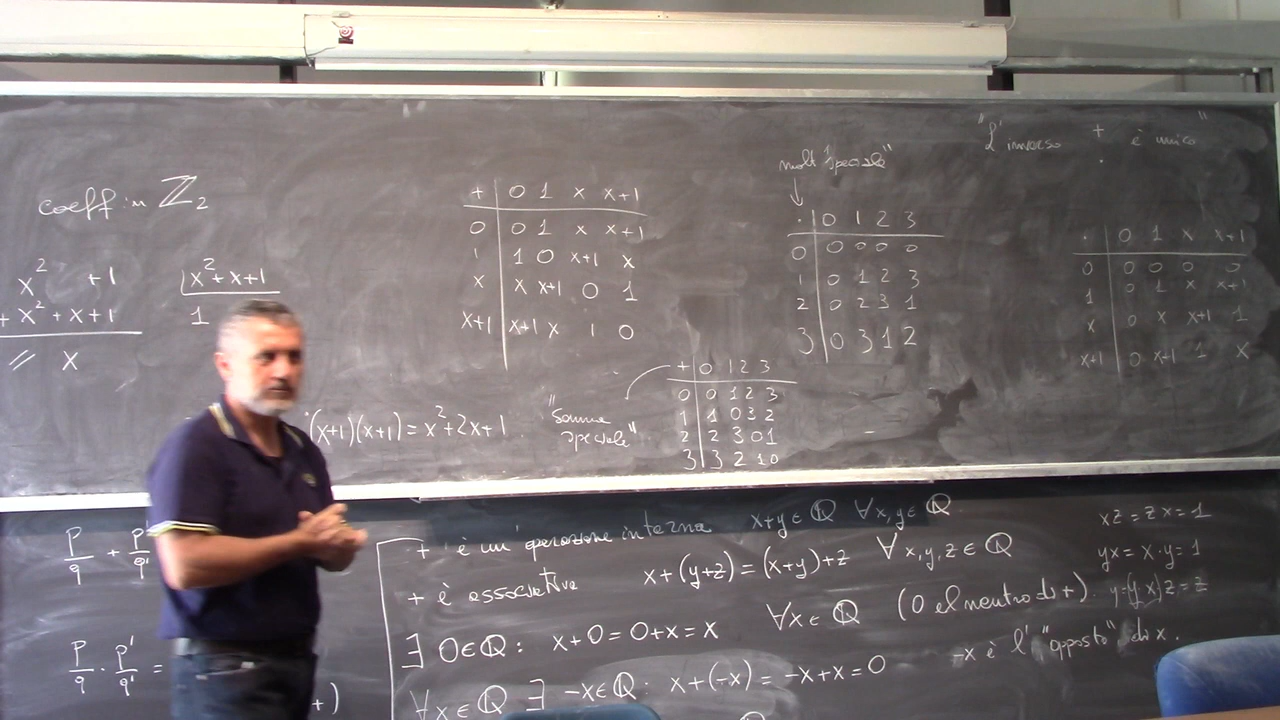 "L'inverso + . è unico"
molt "speciale"
coeff in ℤ₂
x² +1 | x²+x+1
+ x² + x+1 | 1
// x
+ | 0 1 x x+1
0 | 0 1 x x+1
1 | 1 0 x+1 x
x | x x+1 0 1
x+1 | x+1 x 1 0
· | 0 1 2 3
0 | 0 0 0 0
1 | 0 1 2 3
2 | 0 2 3 1
3 | 0 3 1 2
· | 0 1 x x+1
0 | 0 0 0 0
1 | 0 1 x x+1
x | 0 x x+1 1
x+1 | 0 x+1 1 x
(x+1)(x+1) = x²+2x+1
"Somma
speciale"
+ | 0 1 2 3
0 | 0 1 2 3
1 | 1 0 3 2
2 | 2 3 0 1
3 | 3 2 1 0
p/q + p'/q'
p/q · p'/q' =
+)
+ è un'operazione interna x+y∈ℚ ∀x,y∈ℚ
+ è associativa x+(y+z) = (x+y)+z ∀x,y,z∈ℚ
∃ 0∈ℚ: x+0=0+x=x ∀x∈ℚ (0 el neutro di +).
∀x∈ℚ ∃ -x∈ℚ: x+(-x) = -x+x=0 -x è l'"opposto" di x.
xz = zx = 1
yx = x·y = 1
y=(y x)z = z